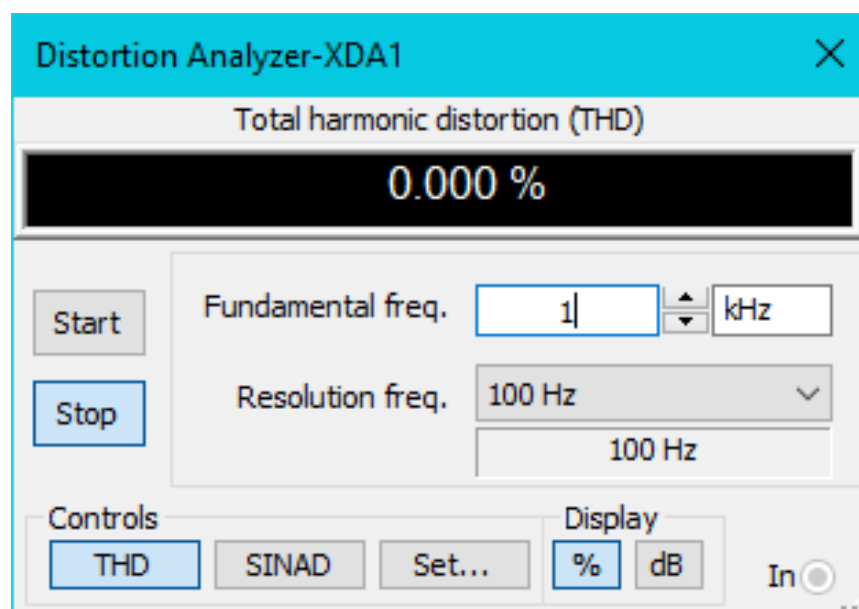 Distortion Analyzer-XDA1
Total harmonic distortion (THD)
0.000 %
Start
Fundamental freq. 1 kHz
Stop
Resolution freq. 100 Hz
100 Hz
Controls
Display
THD SINAD Set... % dB
In